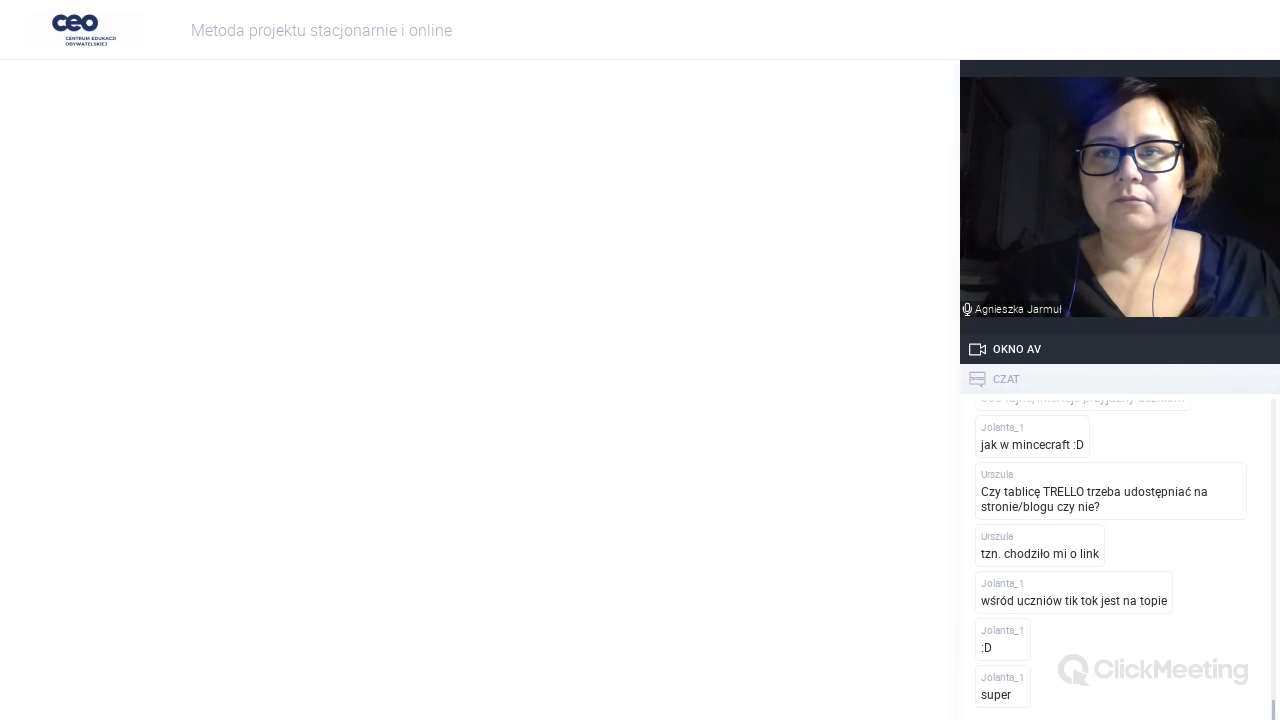 ceo
CENTRUM EDUKACJI
OBYWATELSKIEJ
Metoda projektu stacjonarnie i online
Agnieszka Jarmuł
OKNO AV
CZAT
Jolanta_1
jak w mincecraft :D
Urszula
Czy tablicę TRELLO trzeba udostępniać na
stronie/blogu czy nie?
Urszula
tzn. chodziło mi o link
Jolanta_1
wśród uczniów tik tok jest na topie
Jolanta_1
:D
Jolanta_1
super
ClickMeeting